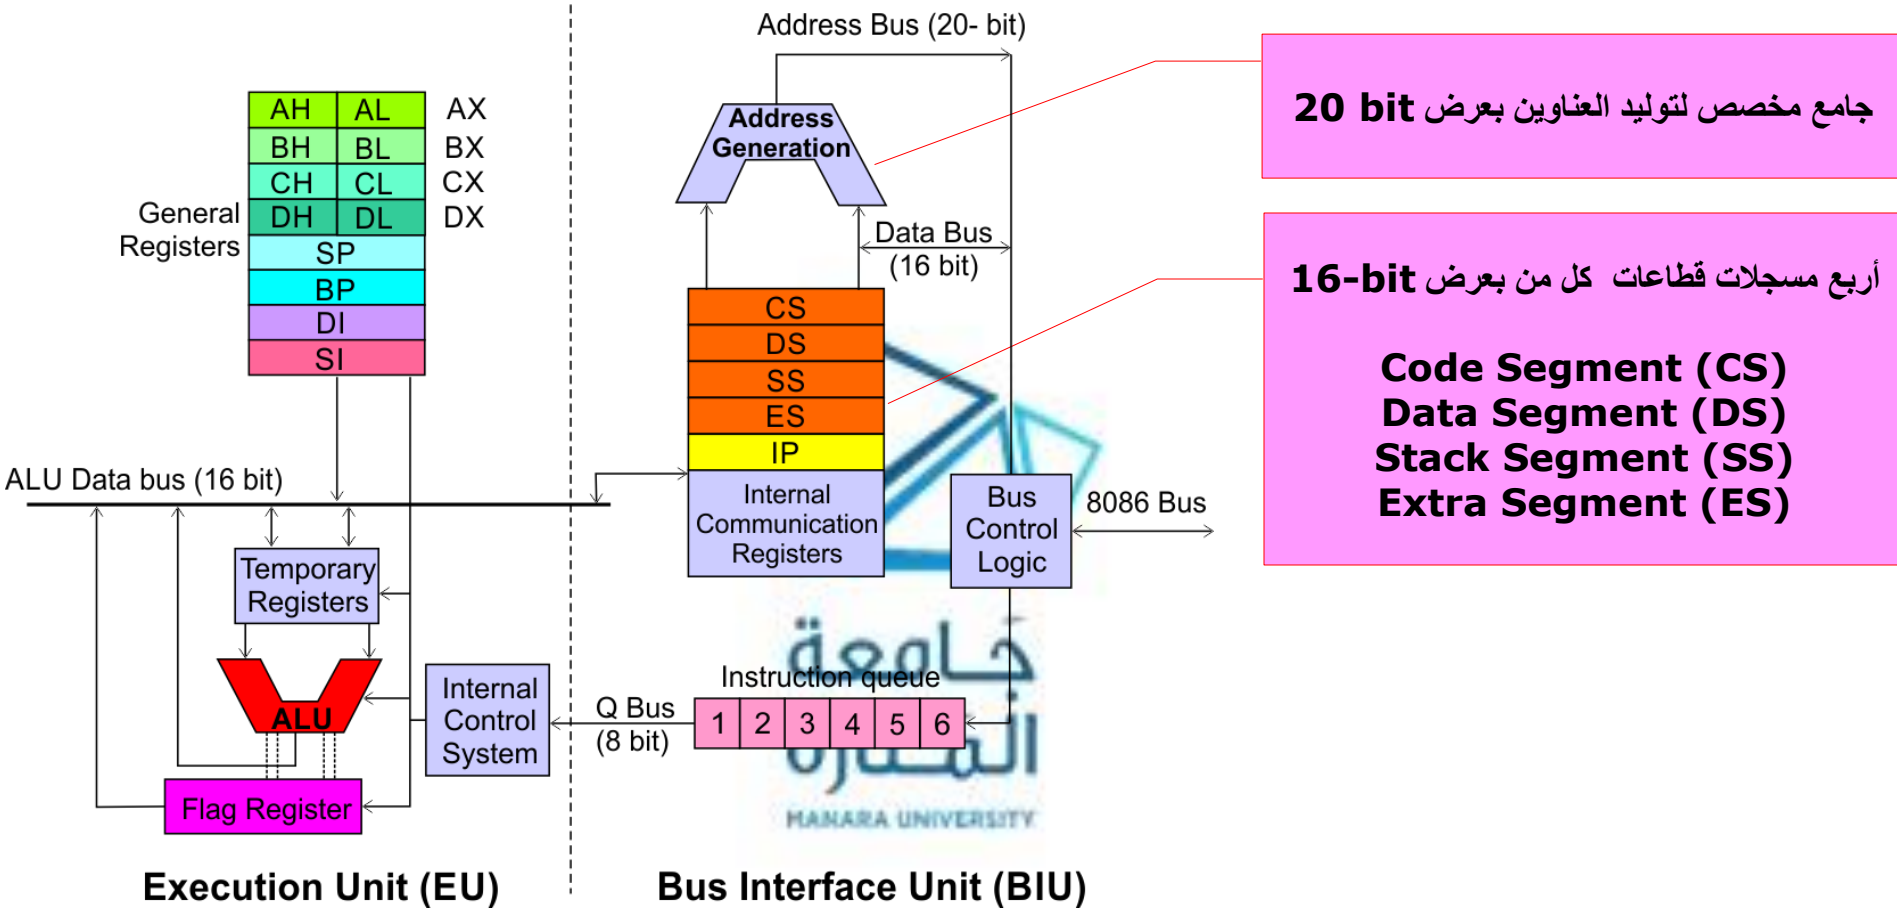 Address Bus (20- bit)
Address
Generation
Data Bus
(16 bit)
AH AL AX
BH BL BX
CH CL CX
DH DL DX
General
Registers
SP
BP
DI
SI
CS
DS
SS
ES
IP
Internal
Communication
Registers
ALU Data bus (16 bit)
Bus
Control
Logic
8086 Bus
Temporary
Registers
ALU
Internal
Control
System
Flag Register
Q Bus
(8 bit)
Instruction queue
1 2 3 4 5 6
جَامعة
المَنارة
MANARA UNIVERSITY
Execution Unit (EU)
Bus Interface Unit (BIU)
جامع مخصص لتوليد العناوين بعرض 20 bit
أربع مسجلات قطاعات كل من بعرض 16-bit
Code Segment (CS)
Data Segment (DS)
Stack Segment (SS)
Extra Segment (ES)